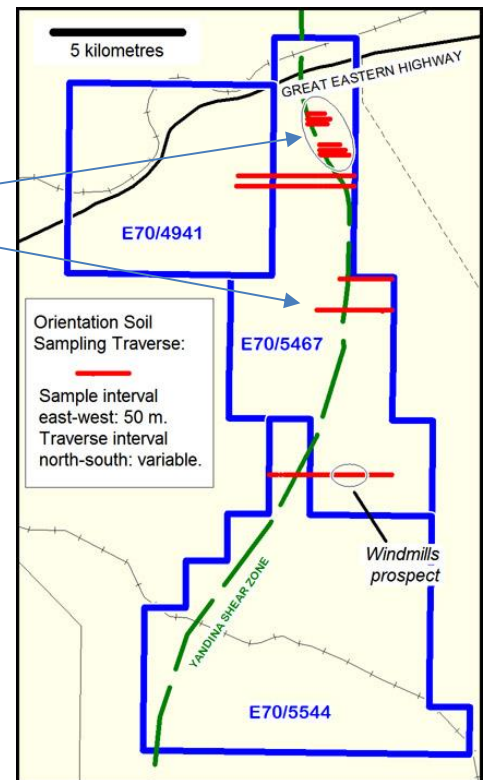 5 kilometres
GREAT EASTERN HIGHWAY
E70/4941
Orientation Soil
Sampling Traverse:
Sample interval
east-west: 50 m.
Traverse interval
north-south: variable.
E70/5467
Windmills
prospect
YANDINA SHEAR ZONE
E70/5544